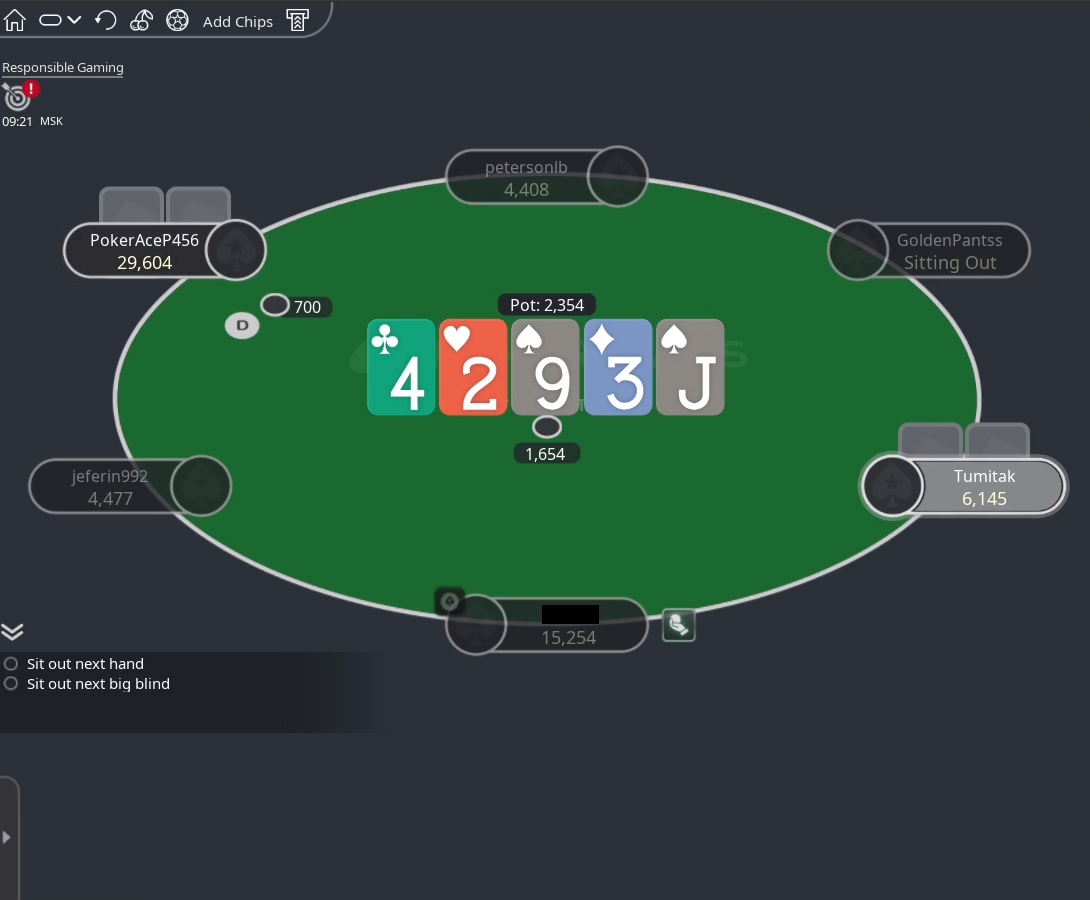 Add Chips
Responsible Gaming
!
09:21 MSK
petersonlb
4,408
PokerAceP456
29,604
GoldenPantss
Sitting Out
D
700
Pot: 2,354
4 2 9 3 J
1,654
jeferin992
4,477
Tumitak
6,145
15,254
Sit out next hand
Sit out next big blind